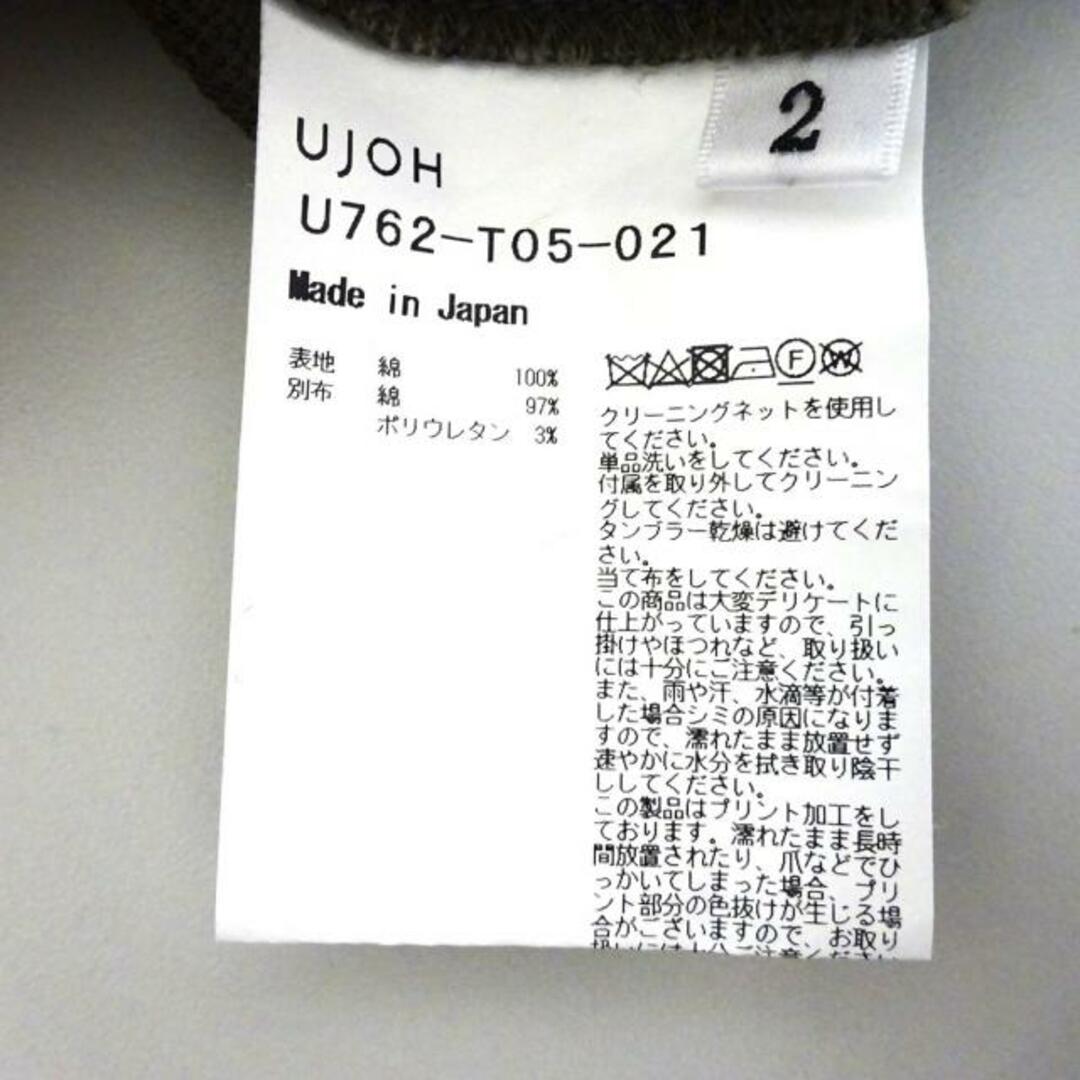 2
UJOH
U762-T05-021
Made in Japan
表地 綿 100%
別布 綿 97%
ポリウレタン 3%
F
W
クリーニングネットを使用し
てください。
単品洗いをしてください。
付属を取り外してクリーニン
グしてください。
タンブラー乾燥は避けてくだ
さい。
当て布をしてください。
この商品は大変デリケートに
仕上がっていますので、引っ
掛けやほつれなど、取り扱い
には十分にご注意ください。
また、雨や汗、水滴等が付着
した場合シミの原因になりま
すので、濡れたまま放置せず
速やかに水分を拭き取り陰干
ししてください。
この製品はプリント加工をし
ております。濡れたまま長時
間放置されたり、爪などでひ
っかいてしまった場合、プリ
ント部分の色抜けが生じる場
合がございますので、お取り